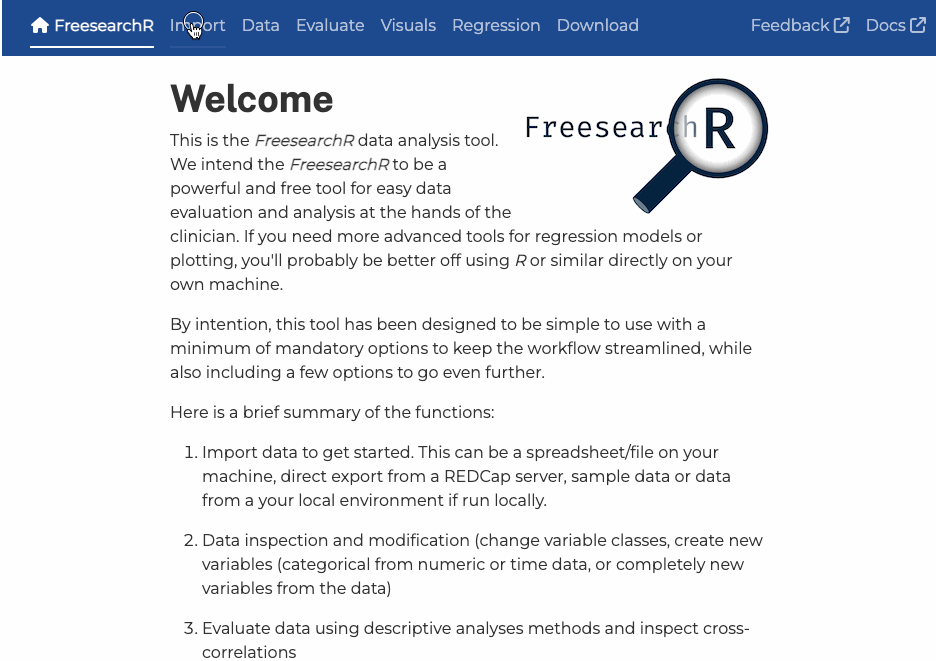 FreesearchR Import Data Evaluate Visuals Regression Download Feedback Docs
Welcome
FreesearchR
This is the FreesearchR data analysis tool.
We intend the FreesearchR to be a
powerful and free tool for easy data
evaluation and analysis at the hands of the
clinician. If you need more advanced tools for regression models or
plotting, you'll probably be better off using R or similar directly on your
own machine.
By intention, this tool has been designed to be simple to use with a
minimum of mandatory options to keep the workflow streamlined, while
also including a few options to go even further.
Here is a brief summary of the functions:
1. Import data to get started. This can be a spreadsheet/file on your
machine, direct export from a REDCap server, sample data or data
from a your local environment if run locally.
2. Data inspection and modification (change variable classes, create new
variables (categorical from numeric or time data, or completely new
variables from the data)
3. Evaluate data using descriptive analyses methods and inspect cross-
correlations